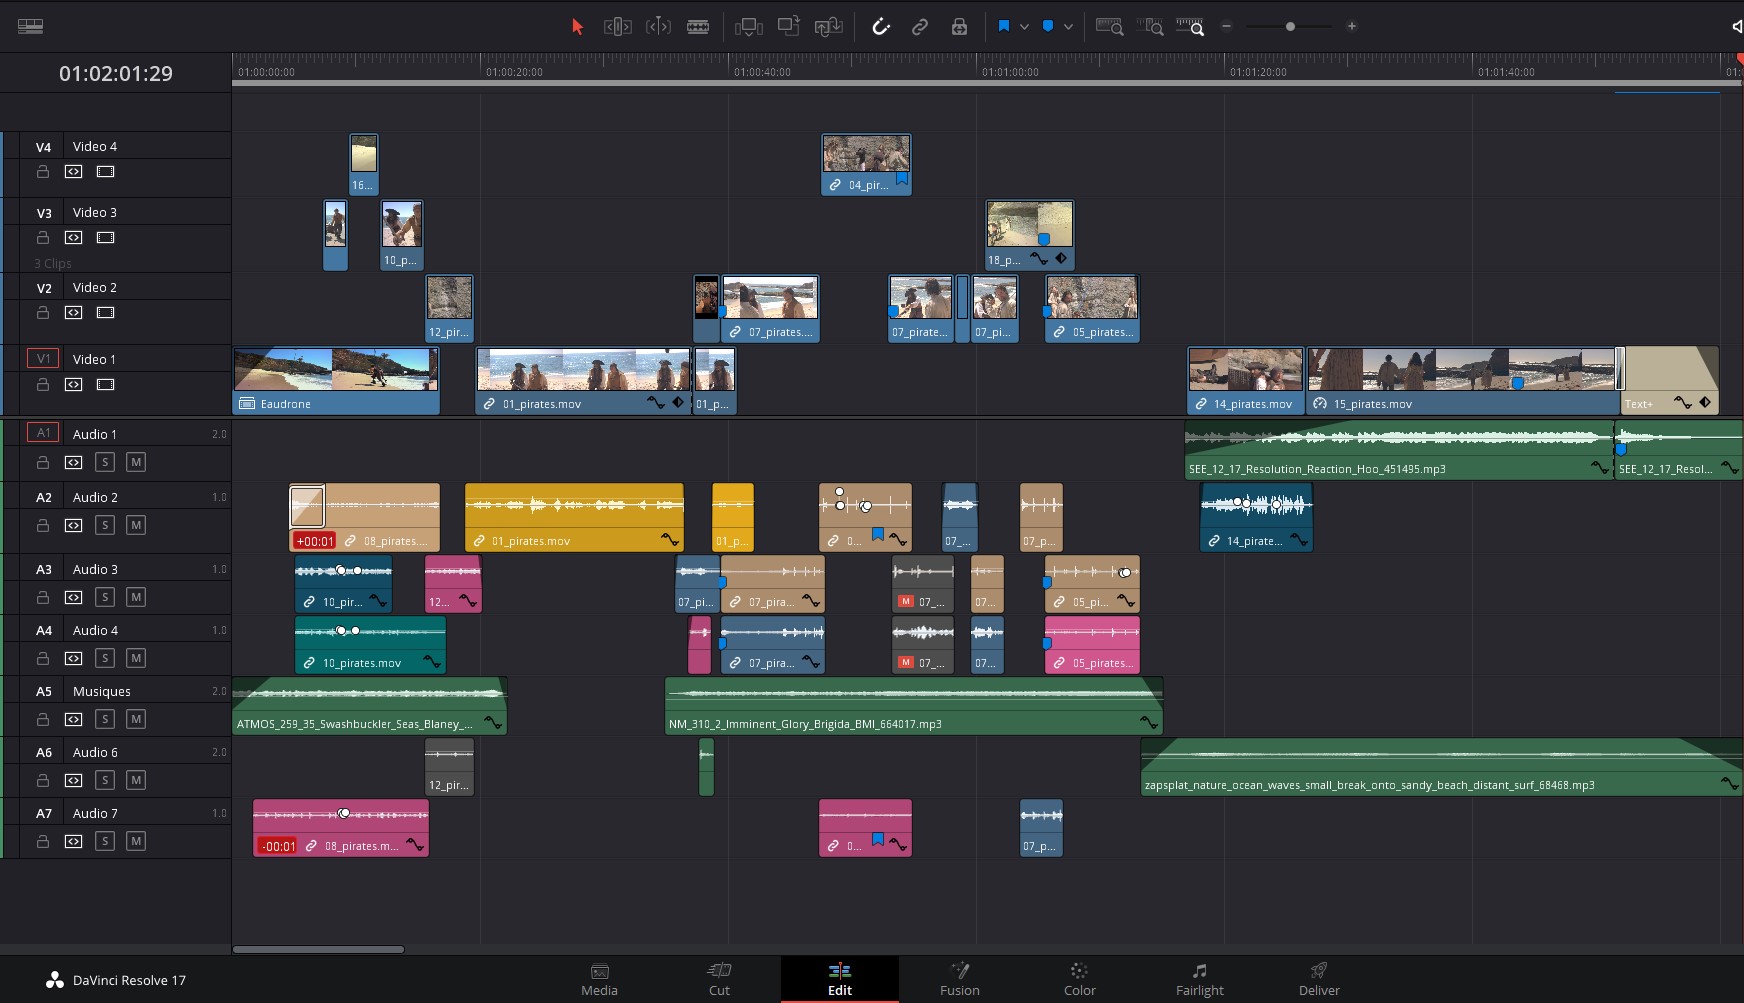 01:02:01:29
01:00:00:00 01:00:20:00 01:00:40:00 01:01:00:00 01:01:20:00 01:01:40:00 01:
V4 Video 4
16... 04_pir...
V3 Video 3
3 Clips
10_p... 18_p...
V2 Video 2
12_pir... 07_pirates.... 07_pirate... 07_pi... 05_pirates...
V1 Video 1
Eaudrone 01_pirates.mov 01_p... 14_pirates.mov 15_pirates.mov Text+
A1 Audio 1 2.0
S M
SEE_12_17_Resolution_Reaction_Hoo_451495.mp3 SEE_12_17_Resol...
A2 Audio 2 1.0
S M
+00:01 08_pirates.... 01_pirates.mov 01_p... 0... 07_... 07_p... 14_pirate...
A3 Audio 3 1.0
S M
10_pir... 12... 07_pi... 07_pira... M 07_... 07... 05_pi...
A4 Audio 4 1.0
S M
10_pirates.mov 07_pira... M 07_... 07... 05_pirates...
A5 Musiques 2.0
S M
ATMOS_259_35_Swashbuckler_Seas_Blaney_... NM_310_2_Imminent_Glory_Brigida_BMI_664017.mp3
A6 Audio 6 2.0
S M
12_pir... zapsplat_nature_ocean_waves_small_break_onto_sandy_beach_distant_surf_68468.mp3
A7 Audio 7 1.0
S M
-00:01 08_pirates.m... 0... 07_p...
DaVinci Resolve 17 Media Cut Edit Fusion Color Fairlight Deliver